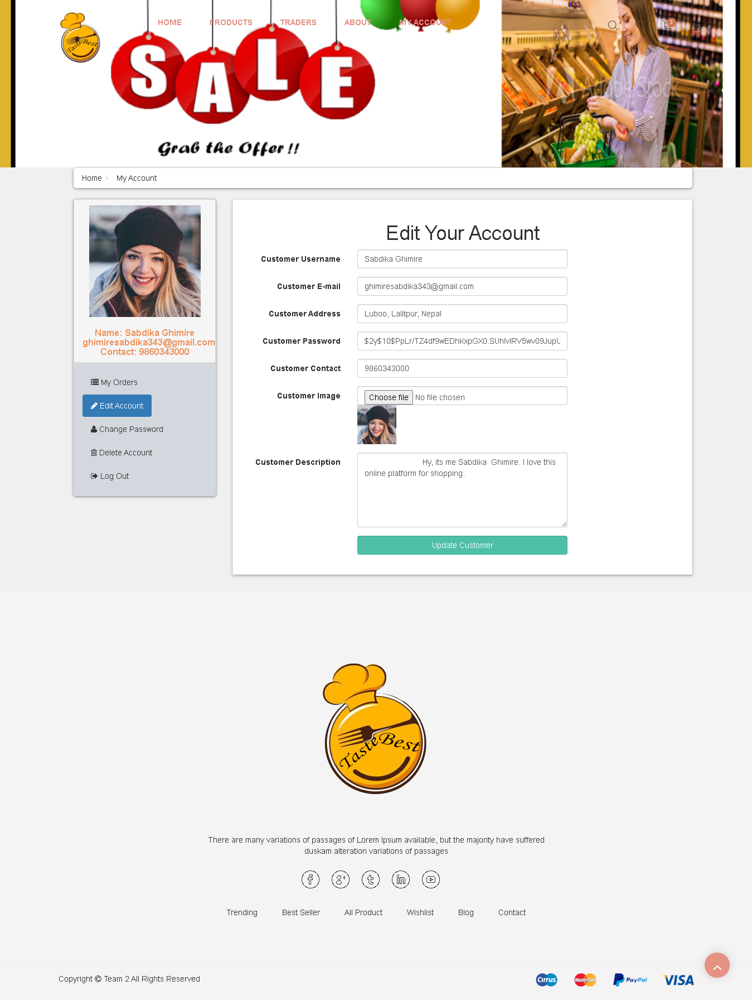 HOME PRODUCTS TRADERS ABOUT MY ACCOUNT
3
TasteBest
SALE
Adobe Stock
Grab the Offer !!
Home > My Account
Name: Sabdika Ghimire
ghimiresabdika343@gmail.com
Contact: 9860343000
My Orders
Edit Account
Change Password
Delete Account
Log Out
Edit Your Account
Customer Username Sabdika Ghimire
Customer E-mail ghimiresabdika343@gmail.com
Customer Address Luboo, Lalitpur, Nepal
Customer Password
Customer Contact 9860343000
Customer Image Choose file No file chosen
Customer Description Hy, its me Sabdika Ghimire. I love this
online platform for shopping.
Update Customer
TasteBest
There are many variations of passages of Lorem Ipsum available, but the majority have suffered
duskam alteration variations of passages
Trending Best Seller All Product Wishlist Blog Contact
Copyright © Team 2 All Rights Reserved
Cirrus MasterCard PayPal VISA